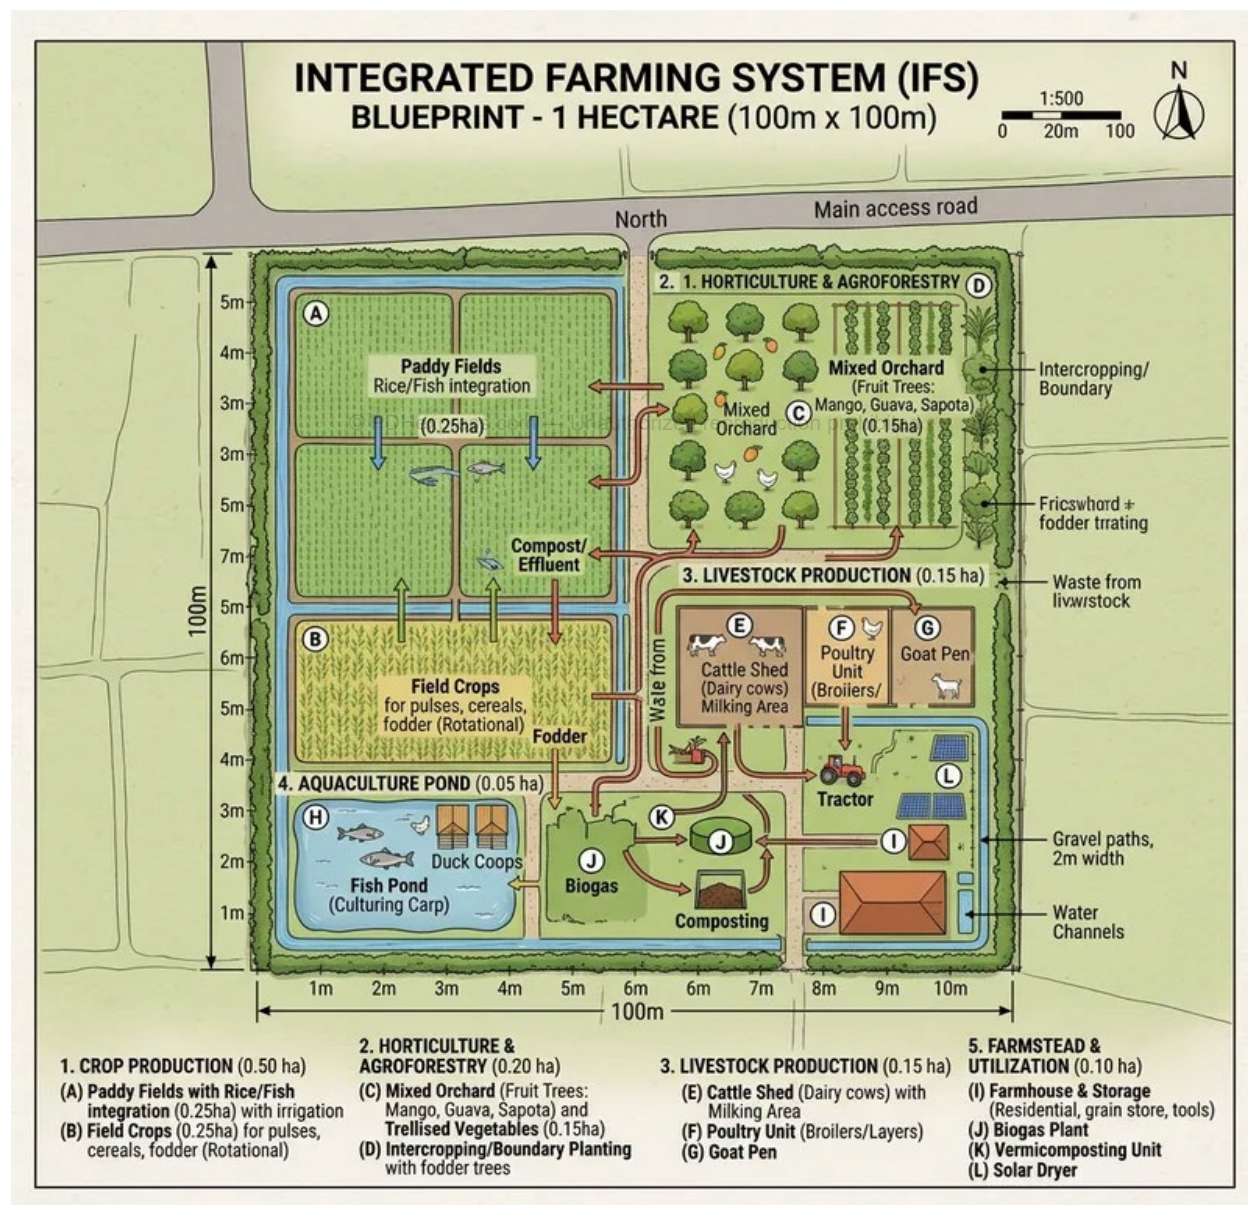 INTEGRATED FARMING SYSTEM (IFS)
BLUEPRINT - 1 HECTARE (100m x 100m)
N
1:500
0 20m 100
North
Main access road
2. 1. HORTICULTURE & AGROFORESTRY
D
A
5m
4m
3m
3m
5m
7m
5m
6m
5m
4m
3m
2m
1m
100m
Paddy Fields
Rice/Fish integration
(0.25ha)
Mixed
Orchard
C
Mixed Orchard
(Fruit Trees:
Mango, Guava, Sapota)
(0.15ha)
Intercropping/
Boundary
Fricswhord +
fodder trrating
Compost/
Effluent
3. LIVESTOCK PRODUCTION (0.15 ha)
Waste from
B
Field Crops
for pulses, cereals,
fodder (Rotational)
Fodder
Waste from
E
Cattle Shed
(Dairy cows)
Milking Area
F
Poultry
Unit
(Broilers/
G
Goat Pen
4. AQUACULTURE POND (0.05 ha)
H
Duck Coops
Fish Pond
(Culturing Carp)
J
Biogas
K
J
Composting
Tractor
L
I
I
Gravel paths,
2m width
Water
Channels
1m 2m 3m 4m 5m 6m 6m 7m 8m 9m 10m
100m
1. CROP PRODUCTION (0.50 ha)
(A) Paddy Fields with Rice/Fish
integration (0.25ha) with irrigation
(B) Field Crops (0.25ha) for pulses,
cereals, fodder (Rotational)
2. HORTICULTURE &
AGROFORESTRY (0.20 ha)
(C) Mixed Orchard (Fruit Trees:
Mango, Guava, Sapota) and
Trellised Vegetables (0.15ha)
(D) Intercropping/Boundary Planting
with fodder trees
3. LIVESTOCK PRODUCTION (0.15 ha)
(E) Cattle Shed (Dairy cows) with
Milking Area
(F) Poultry Unit (Broilers/Layers)
(G) Goat Pen
5. FARMSTEAD &
UTILIZATION (0.10 ha)
(I) Farmhouse & Storage
(Residential, grain store, tools)
(J) Biogas Plant
(K) Vermicomposting Unit
(L) Solar Dryer